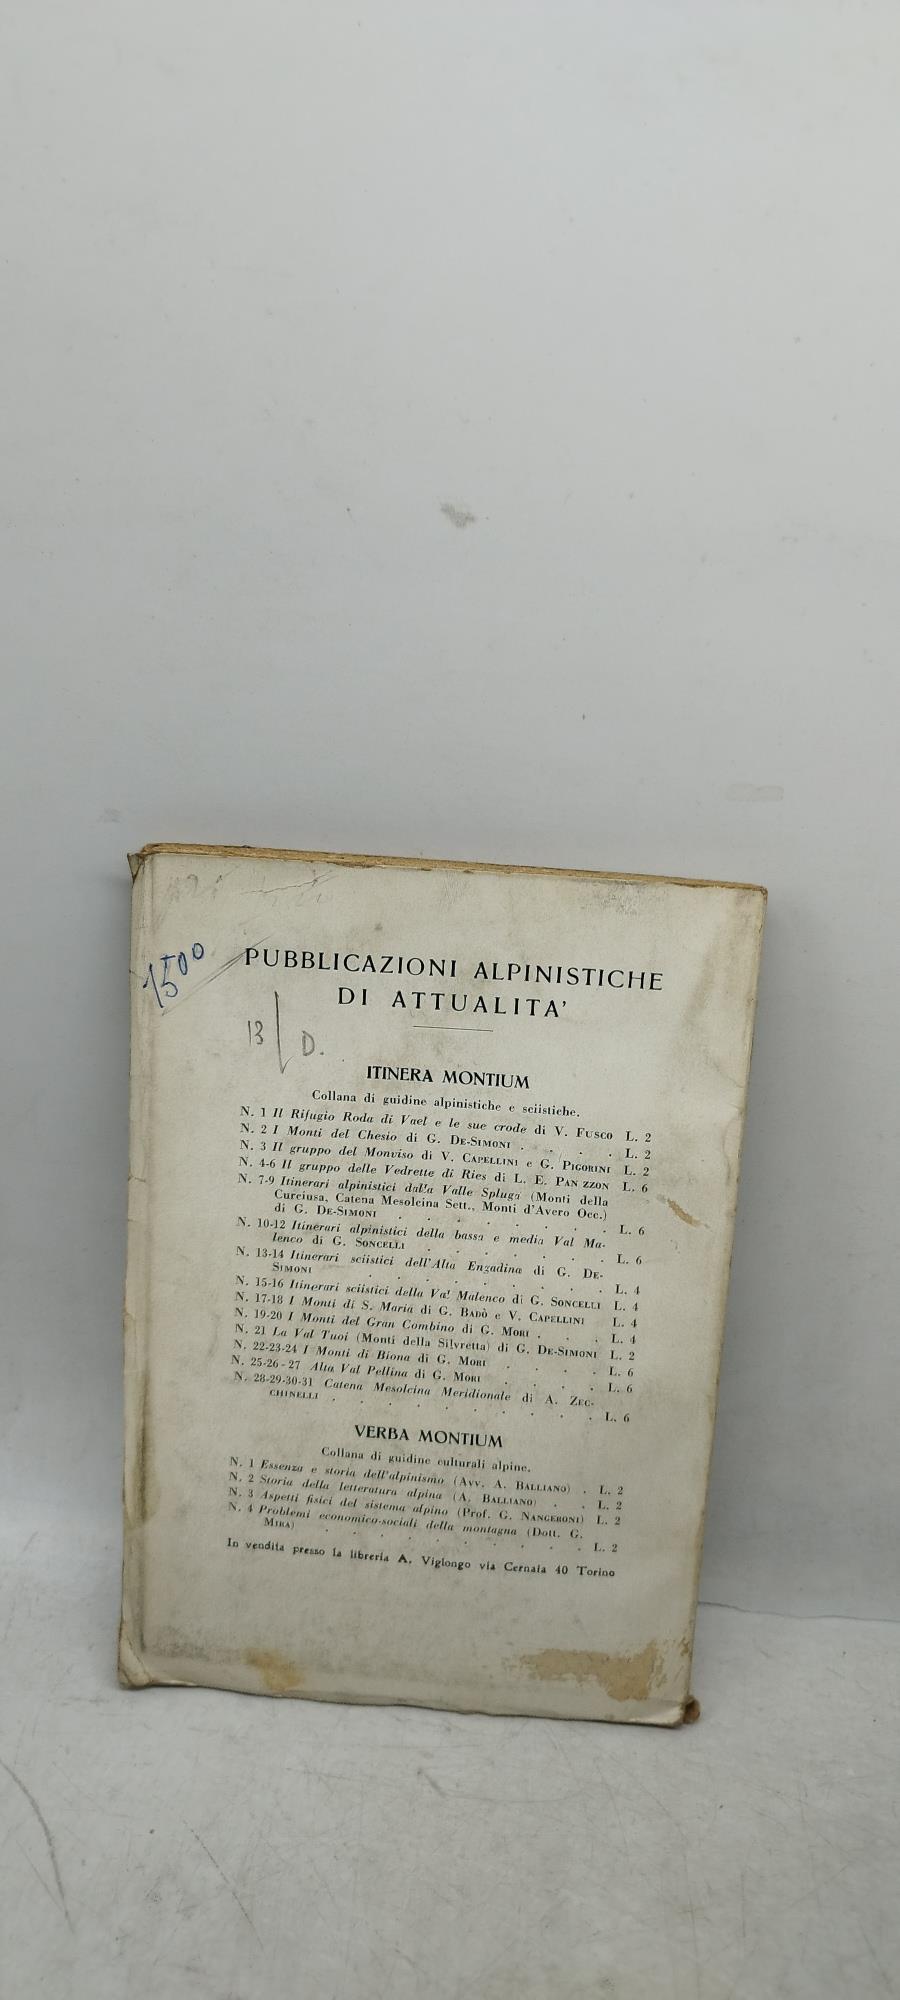 1500
PUBBLICAZIONI ALPINISTICHE
DI ATTUALITA'
13 D.
ITINERA MONTIUM
Collana di guidine alpinistiche e sciistiche.
N. 1 Il Rifugio Roda di Vael e le sue crode di V. FUSCO L. 2
N. 2 I Monti del Chesio di G. DE-SIMONI . . . . L. 2
N. 3 Il gruppo del Monviso di V. CAPELLINI e G. PIGORINI L. 2
N. 4-6 Il gruppo delle Vedrette di Ries di L. E. PAN ZZON L. 6
N. 7-9 Itinerari alpinistici dalla Valle Spluga (Monti della
Curciusa, Catena Mesolcina Sett., Monti d'Avero Occ.)
di G. DE-SIMONI . . . . . . . . L. 6
N. 10-12 Itinerari alpinistici della bassa e media Val Ma-
lenco di G. SONCELLI . . . . . . . L. 6
N. 13-14 Itinerari sciistici dell'Alta Engadina di G. DE-
SIMONI . . . . . . . . . L. 4
N. 15-16 Itinerari sciistici della Val Malenco di G. SONCELLI L. 4
N. 17-18 I Monti di S. Maria di G. BADÒ e V. CAPELLINI L. 4
N. 19-20 I Monti del Gran Combino di G. MORI . . . L. 4
N. 21 La Val Tuoi (Monti della Silvretta) di G. DE-SIMONI L. 2
N. 22-23-24 I Monti di Biona di G. MORI . . . . L. 6
N. 25-26-27 Alta Val Pellina di G. MORI . . . . L. 6
N. 28-29-30-31 Catena Mesolcina Meridionale di A. ZEC-
CHINELLI . . . . . . . . . . L. 6
VERBA MONTIUM
Collana di guidine culturali alpine.
N. 1 Essenza e storia dell'alpinismo (Avv. A. BALLIANO) . L. 2
N. 2 Storia della letteratura alpina (A. BALLIANO) . . L. 2
N. 3 Aspetti fisici del sistema alpino (Prof. G. NANGERONI) L. 2
N. 4 Problemi economico-sociali della montagna (Dott. G.
MIRA) . . . . . . . . . . L. 2
In vendita presso la libreria A. Viglongo via Cernaia 40 Torino